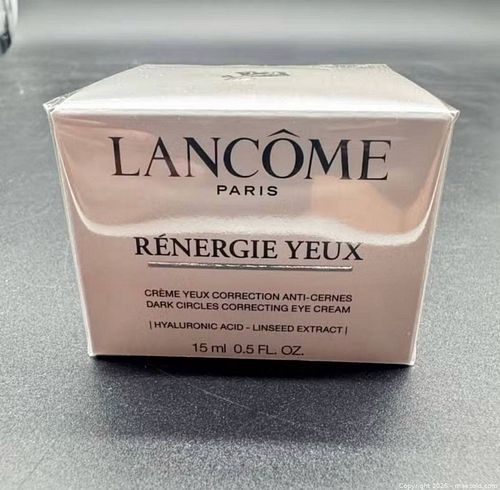 LANCÔME
PARIS
RÉNERGIE YEUX
CRÈME YEUX CORRECTION ANTI-CERNES
DARK CIRCLES CORRECTING EYE CREAM
| HYALURONIC ACID - LINSEED EXTRACT |
15 ml 0.5 FL. OZ.